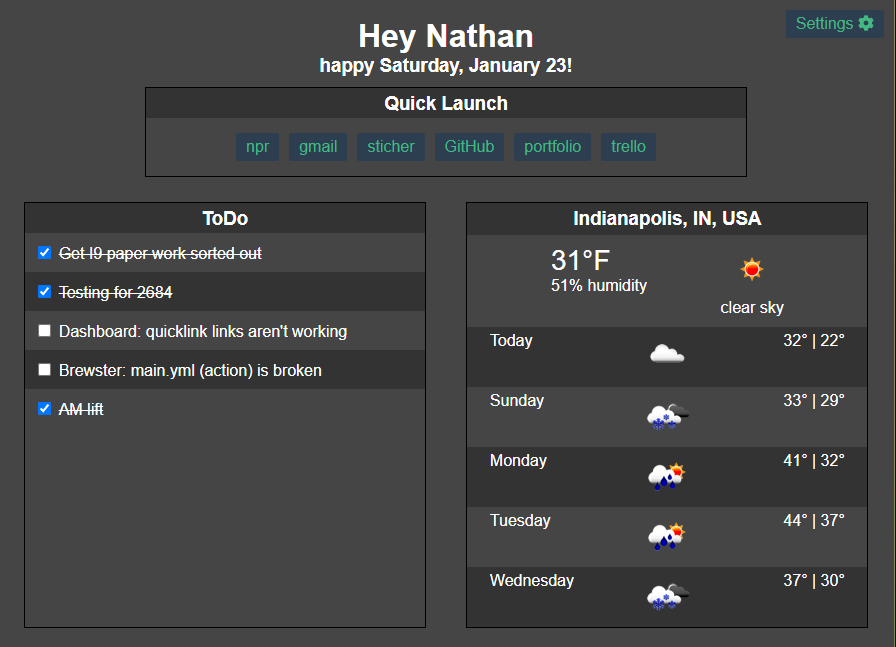 Settings
Hey Nathan
happy Saturday, January 23!
Quick Launch
npr gmail sticher GitHub portfolio trello
ToDo
Get I9 paper work sorted out
Testing for 2684
Dashboard: quicklink links aren't working
Brewster: main.yml (action) is broken
AM lift
Indianapolis, IN, USA
31°F
51% humidity
clear sky
Today 32° | 22°
Sunday 33° | 29°
Monday 41° | 32°
Tuesday 44° | 37°
Wednesday 37° | 30°